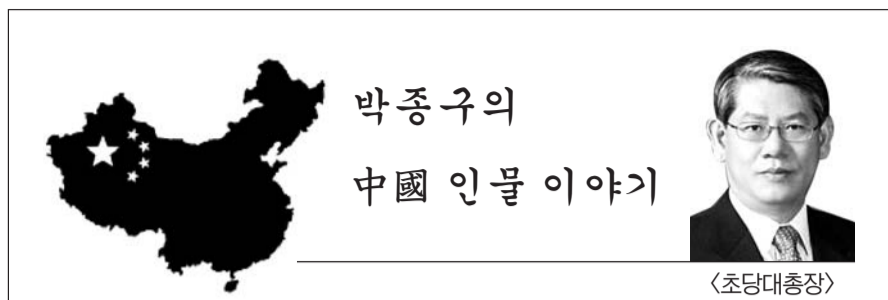 박종구의
中國 인물 이야기
〈초당대총장〉